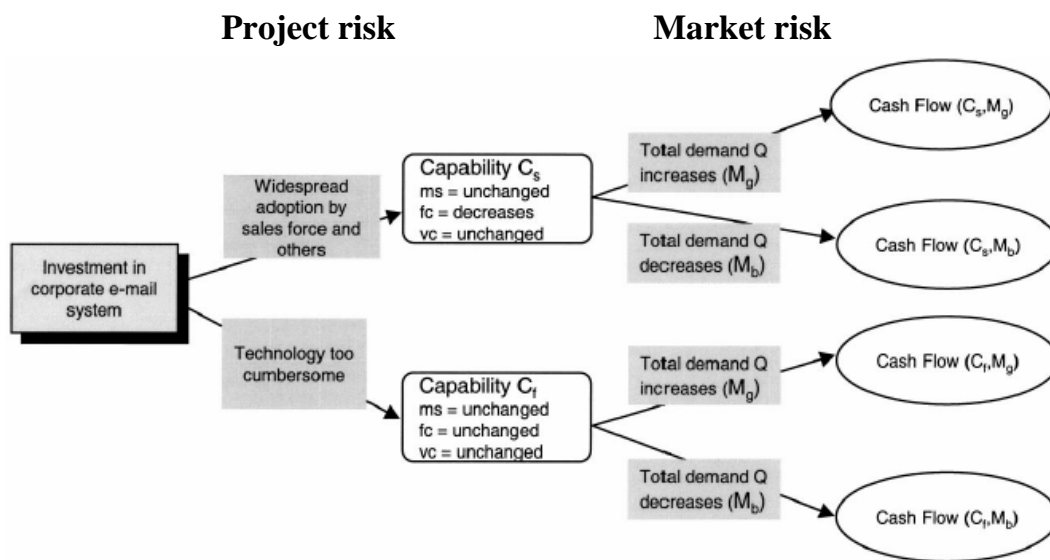 Project risk
Market risk
Investment in
corporate e-mail
system
Widespread
adoption by
sales force and
others
Technology too
cumbersome
Capability Cs
ms = unchanged
fc = decreases
vc = unchanged
Capability Cf
ms = unchanged
fc = unchanged
vc = unchanged
Total demand Q
increases (Mg)
Total demand Q
decreases (Mb)
Total demand Q
increases (Mg)
Total demand Q
decreases (Mb)
Cash Flow (Cs,Mg)
Cash Flow (Cs,Mb)
Cash Flow (Cf,Mg)
Cash Flow (Cf,Mb)